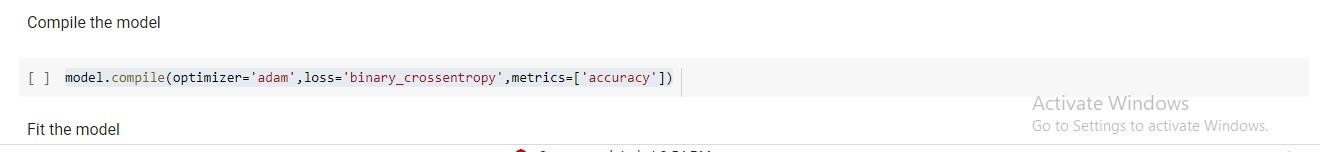 Compile the model
[ ] model.compile(optimizer='adam',loss='binary_crossentropy',metrics=['accuracy'])
Activate Windows
Go to Settings to activate Windows.
Fit the model